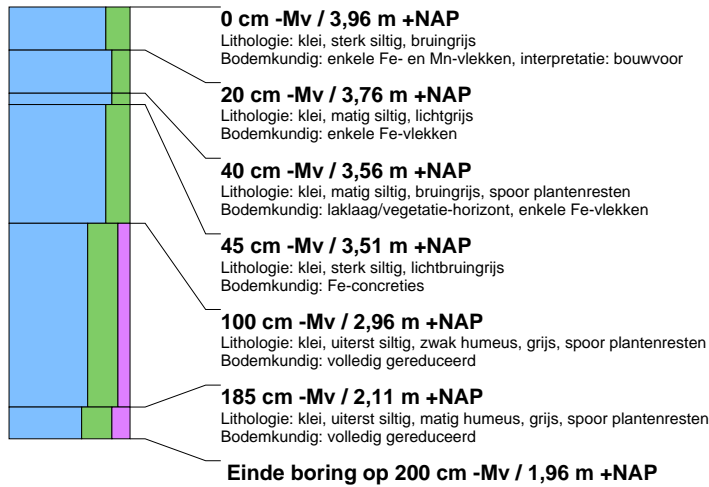 0 cm -Mv / 3,96 m +NAP
Lithologie: klei, sterk siltig, bruingrijs
Bodemkundig: enkele Fe- en Mn-vlekken, interpretatie: bouwvoor
20 cm -Mv / 3,76 m +NAP
Lithologie: klei, matig siltig, lichtgrijs
Bodemkundig: enkele Fe-vlekken
40 cm -Mv / 3,56 m +NAP
Lithologie: klei, matig siltig, bruingrijs, spoor plantenresten
Bodemkundig: laklaag/vegetatie-horizont, enkele Fe-vlekken
45 cm -Mv / 3,51 m +NAP
Lithologie: klei, sterk siltig, lichtbruingrijs
Bodemkundig: Fe-concreties
100 cm -Mv / 2,96 m +NAP
Lithologie: klei, uiterst siltig, zwak humeus, grijs, spoor plantenresten
Bodemkundig: volledig gereduceerd
185 cm -Mv / 2,11 m +NAP
Lithologie: klei, uiterst siltig, matig humeus, grijs, spoor plantenresten
Bodemkundig: volledig gereduceerd
Einde boring op 200 cm -Mv / 1,96 m +NAP